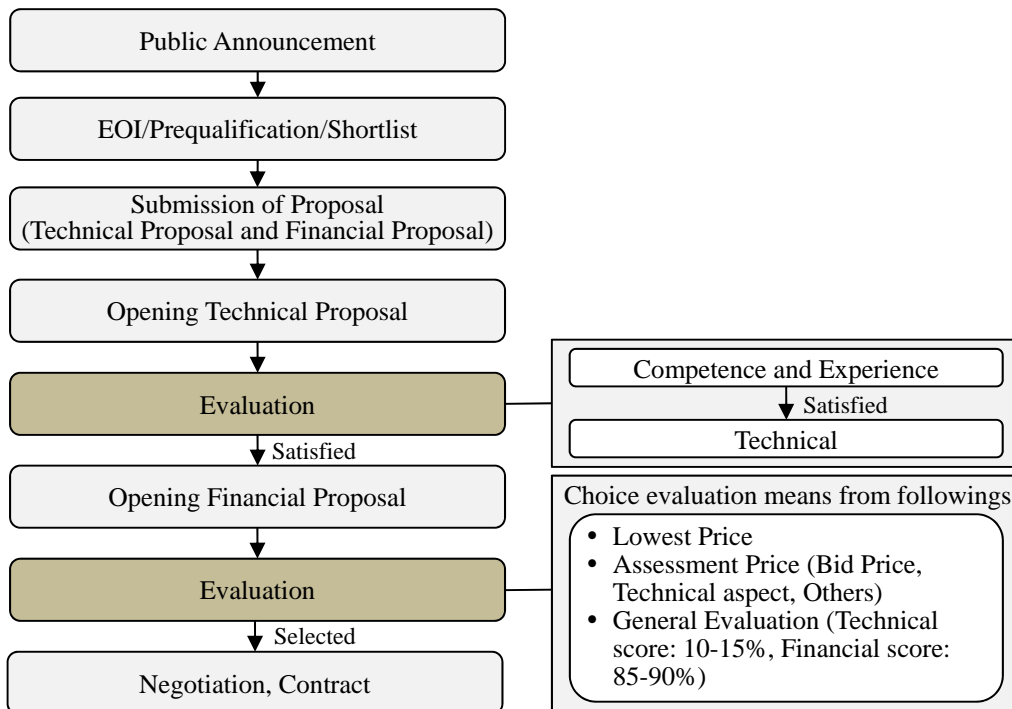 Public Announcement
EOI/Prequalification/Shortlist
Submission of Proposal
(Technical Proposal and Financial Proposal)
Opening Technical Proposal
Evaluation
Competence and Experience
Satisfied
Technical
Satisfied
Opening Financial Proposal
Evaluation
Choice evaluation means from followings
• Lowest Price
• Assessment Price (Bid Price,
Technical aspect, Others)
• General Evaluation (Technical
score: 10-15%, Financial score:
85-90%)
Selected
Negotiation, Contract